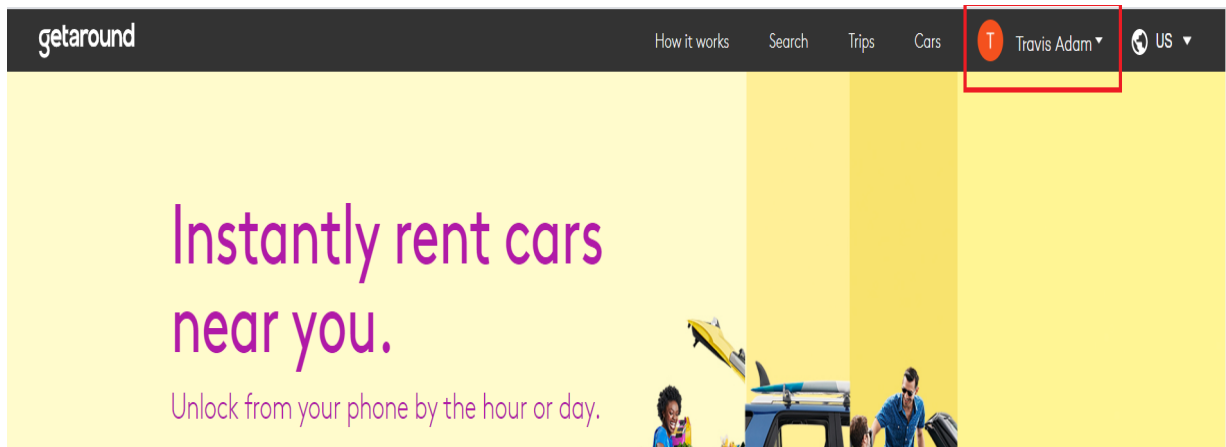 getaround How it works Search Trips Cars T Travis Adam US
Instantly rent cars
near you.
Unlock from your phone by the hour or day.